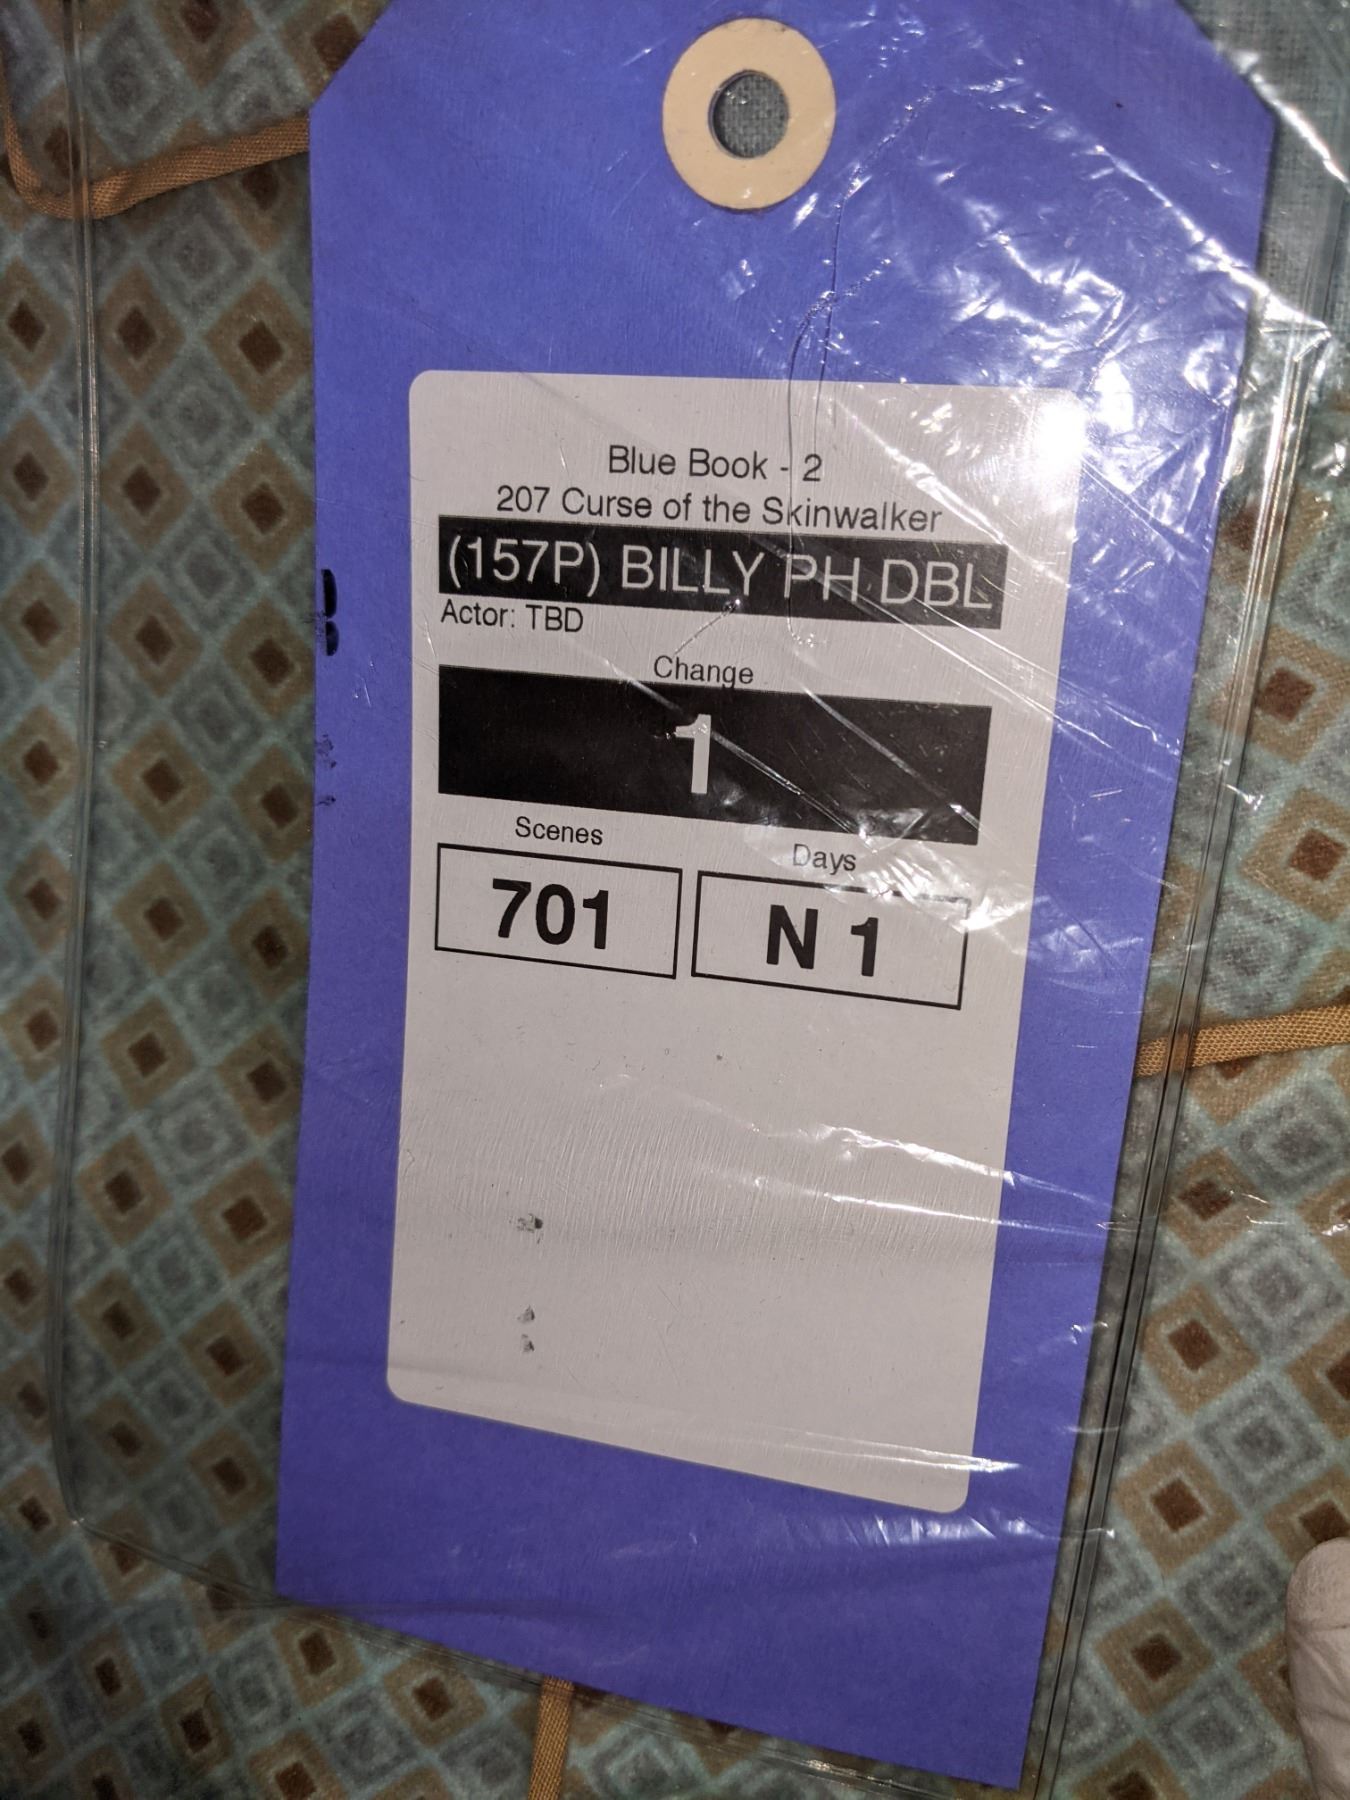 Blue Book - 2
207 Curse of the Skinwalker
(157P) BILLY PH DBL
Actor: TBD
Change
1
Scenes
Days
701
N 1